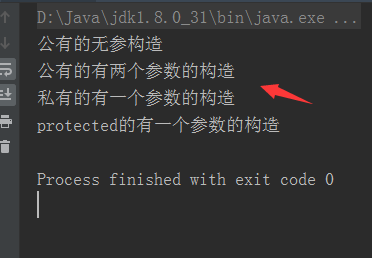 D:\Java\jdk1.8.0_31\bin\java.exe ...
公有的无参构造
公有的有两个参数的构造
私有的有一个参数的构造
protected的有一个参数的构造
Process finished with exit code 0